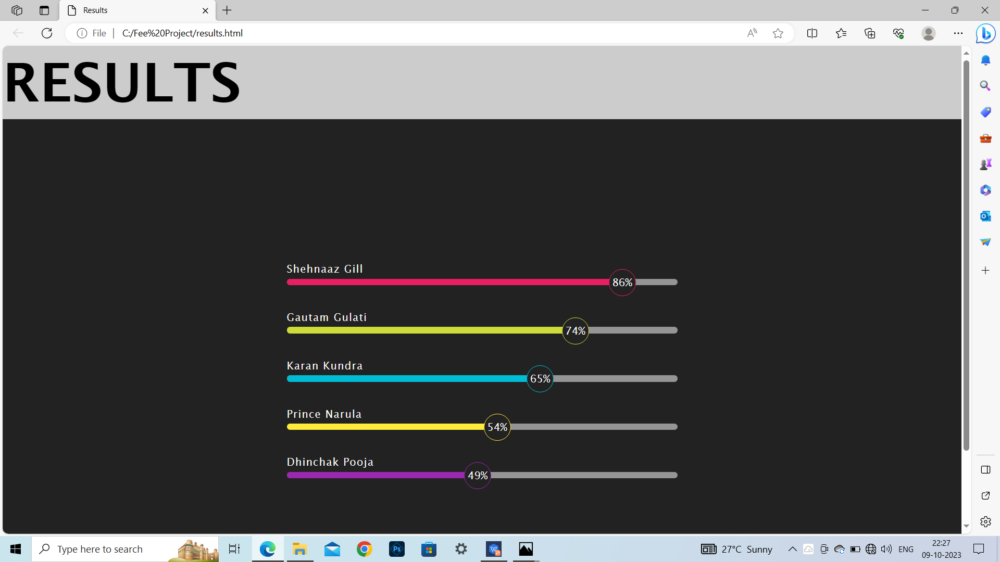 Results
File
C:/Fee%20Project/results.html
RESULTS
Shehnaaz Gill
86%
Gautam Gulati
74%
Karan Kundra
65%
Prince Narula
54%
Dhinchak Pooja
49%
Type here to search
Ps
27°C Sunny
ENG
22:27
09-10-2023